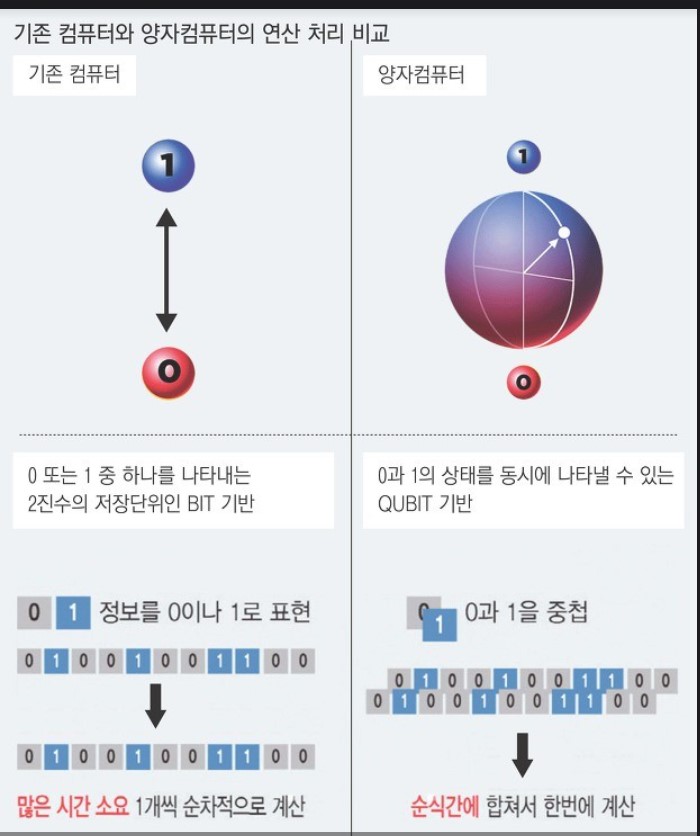 기존 컴퓨터와 양자컴퓨터의 연산 처리 비교
기존 컴퓨터
1
0
0 또는 1 중 하나를 나타내는
2진수의 저장단위인 BIT 기반
0 1 정보를 0이나 1로 표현
0 1 0 0 1 0 0 1 1 0 0
0 1 0 0 1 0 0 1 1 0 0
많은 시간 소요 1개씩 순차적으로 계산
양자컴퓨터
1
0
0과 1의 상태를 동시에 나타낼 수 있는
QUBIT 기반
0 1 0과 1을 중첩
0 1 0 0 1 0 0 1 1 0 0
0 1 0 0 1 0 0 1 1 0 0
순식간에 합쳐서 한번에 계산